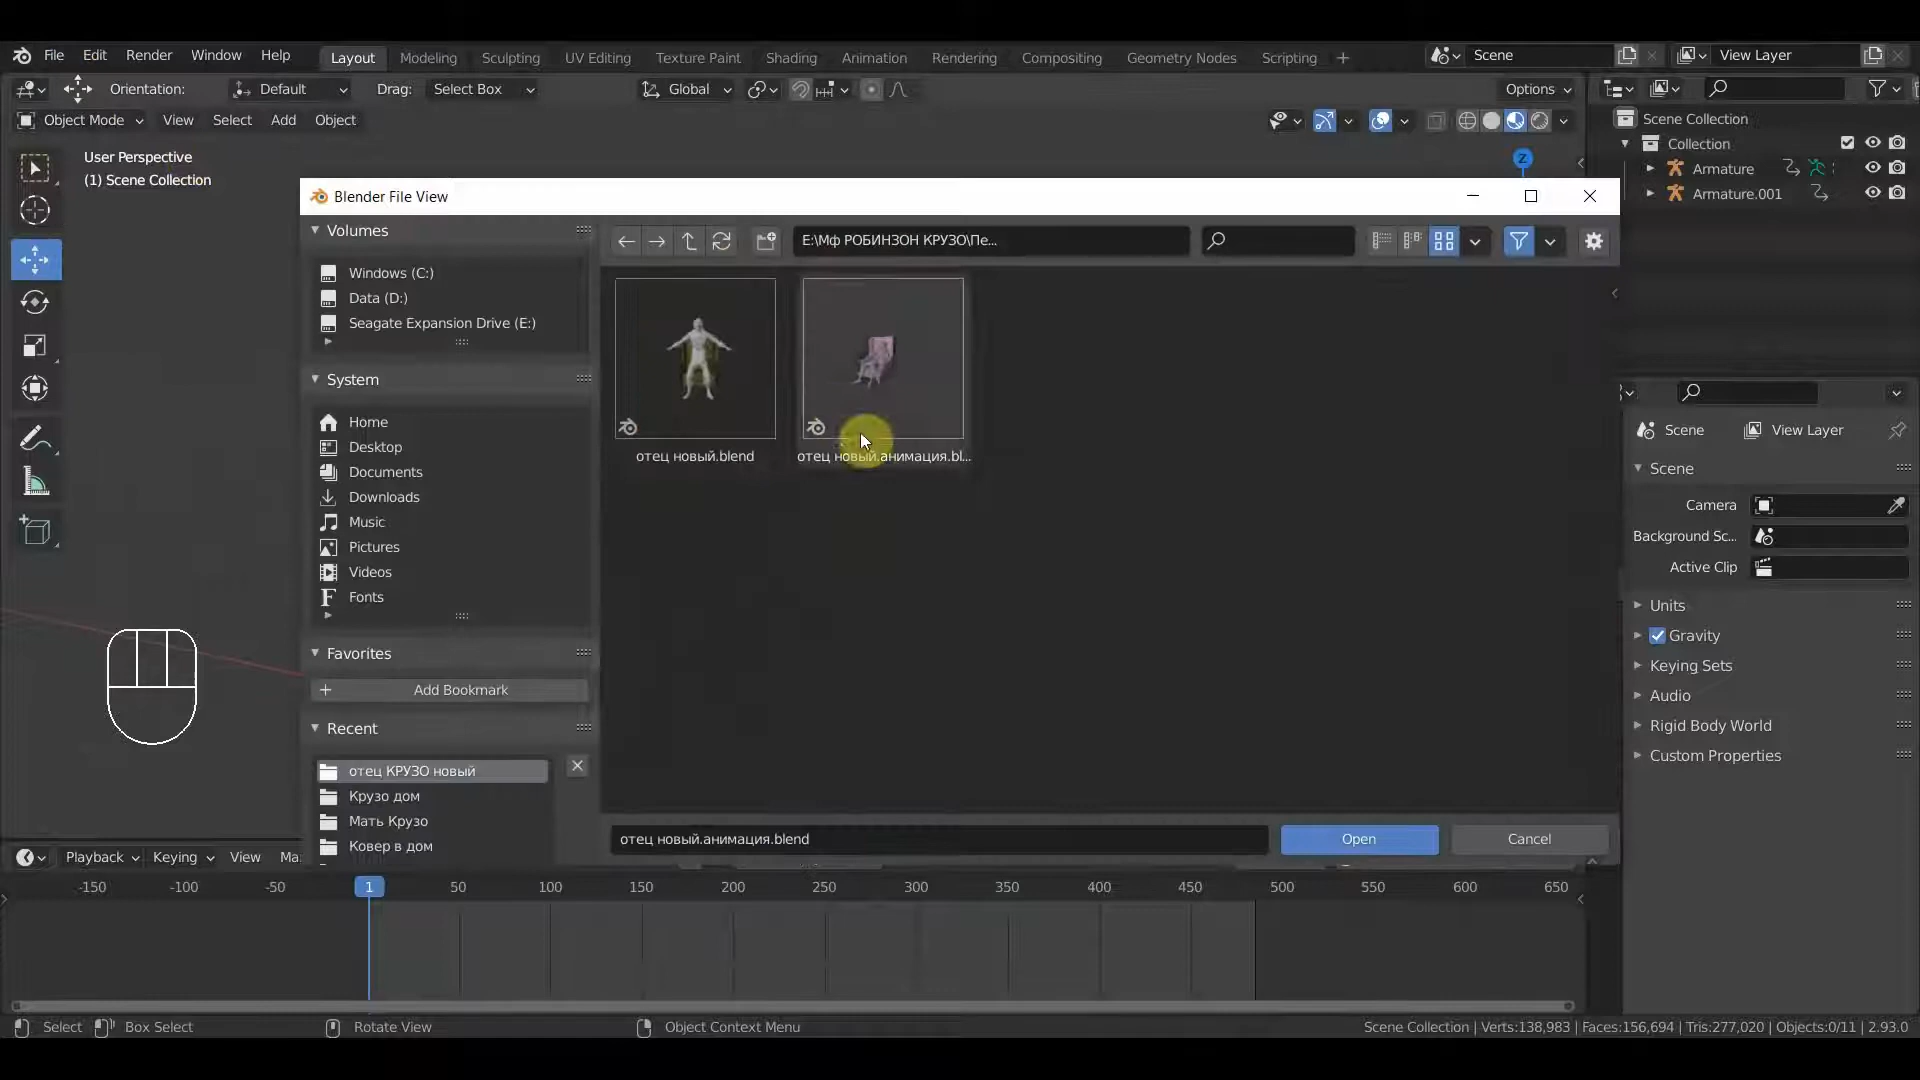 File Edit Render Window Help Layout Modeling Sculpting UV Editing Texture Paint Shading Animation Rendering Compositing Geometry Nodes Scripting + Scene View Layer
Orientation: Default Drag: Select Box Global Options
Object Mode View Select Add Object
User Perspective
(1) Scene Collection
Z
Scene Collection
Collection
Armature
Armature.001
Blender File View
Volumes
Windows (C:)
Data (D:)
Seagate Expansion Drive (E:)
System
Home
Desktop
Documents
Downloads
Music
Pictures
Videos
Fonts
Favorites
Add Bookmark
Recent
отец КРУЗО новый
Крузо дом
Мать Крузо
Ковер в дом
E:\Мф РОБИНЗОН КРУЗО\Пе...
отец новый.blend
отец новый.анимация.bl...
отец новый.анимация.blend
Open
Cancel
Scene View Layer
Scene
Camera
Background Sc...
Active Clip
Units
Gravity
Keying Sets
Audio
Rigid Body World
Custom Properties
Playback Keying View Ma
-150 -100 -50 1 50 100 150 200 250 300 350 400 450 500 550 600 650
Select Box Select Rotate View Object Context Menu Scene Collection | Verts:138,983 | Faces:156,694 | Tris:277,020 | Objects:0/11 | 2.93.0